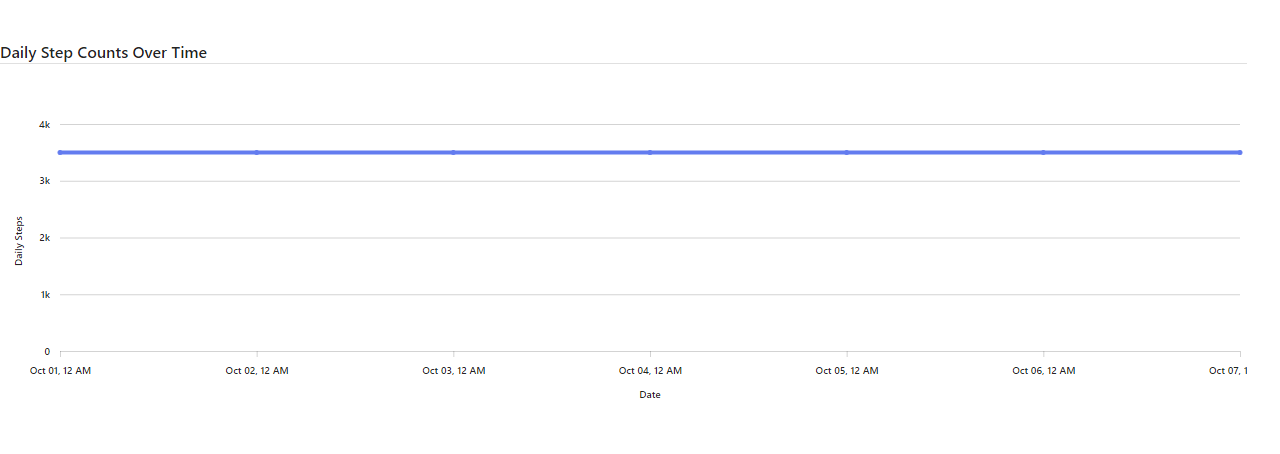 Daily Step Counts Over Time
4k
3k
2k
1k
0
Daily Steps
Oct 01, 12 AM
Oct 02, 12 AM
Oct 03, 12 AM
Oct 04, 12 AM
Oct 05, 12 AM
Oct 06, 12 AM
Oct 07, 1
Date